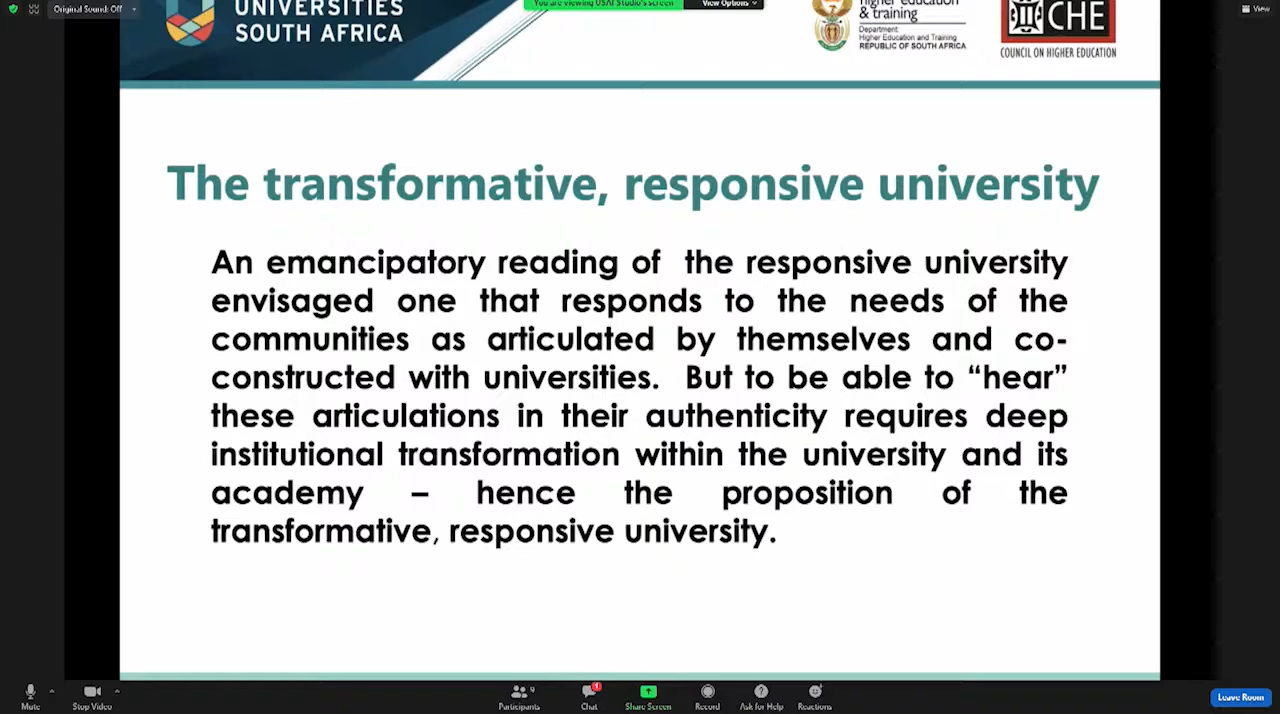 Original Sound: Off
You are viewing USAf Studio's screen
View Options
View
UNIVERSITIES
SOUTH AFRICA
higher education
& training
Department:
Higher Education and Training
REPUBLIC OF SOUTH AFRICA
CHE
COUNCIL ON HIGHER EDUCATION
The transformative, responsive university
An emancipatory reading of the responsive university
envisaged one that responds to the needs of the
communities as articulated by themselves and co-
constructed with universities. But to be able to “hear”
these articulations in their authenticity requires deep
institutional transformation within the university and its
academy – hence the proposition of the
transformative, responsive university.
Mute
Stop Video
9
Participants
1
Chat
Share Screen
Record
Ask for Help
Reactions
Leave Room